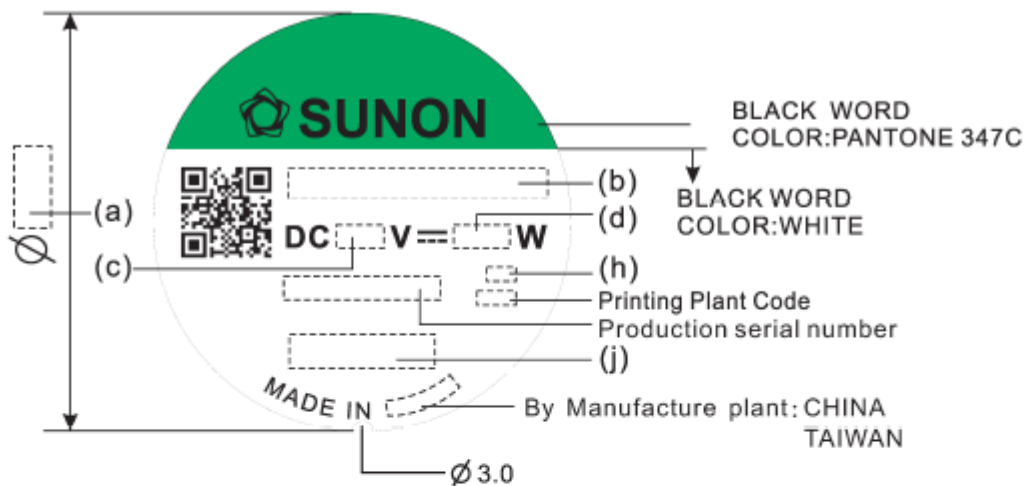 SUNON
BLACK WORD
COLOR:PANTONE 347C
(a)
Ø
(b)
BLACK WORD
COLOR:WHITE
DC V W
(d)
(c)
(h)
Printing Plant Code
Production serial number
(j)
MADE IN
By Manufacture plant: CHINA
TAIWAN
Ø 3.0